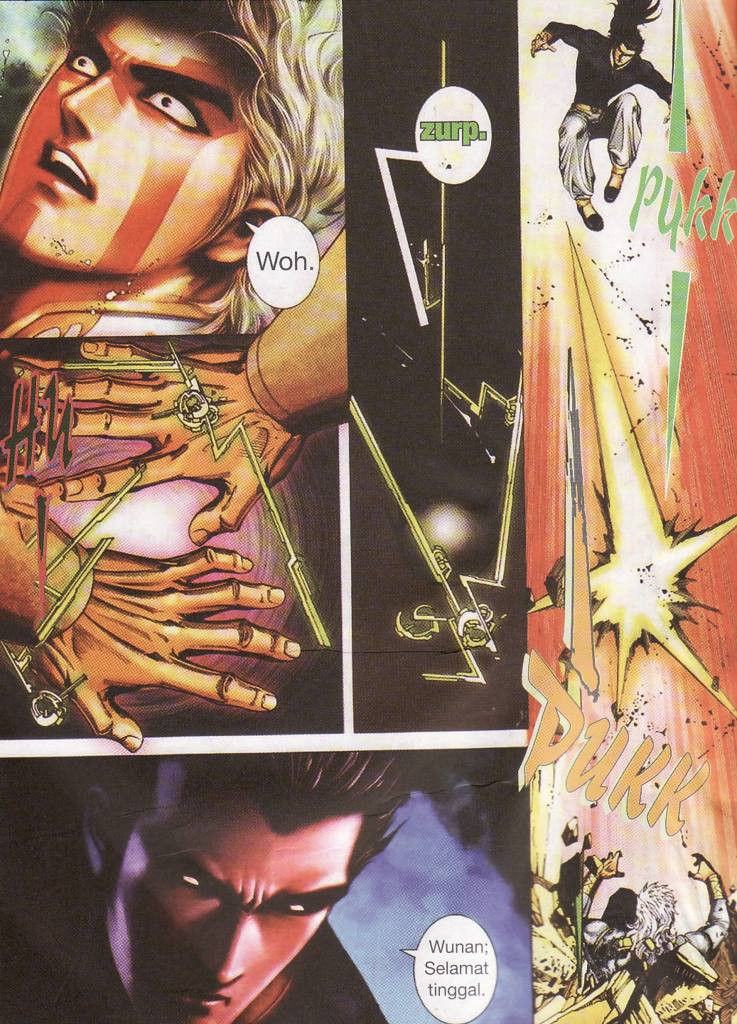 Woh.
zurp.
HU
pukk
pukk
Wunan;
Selamat
tinggal.